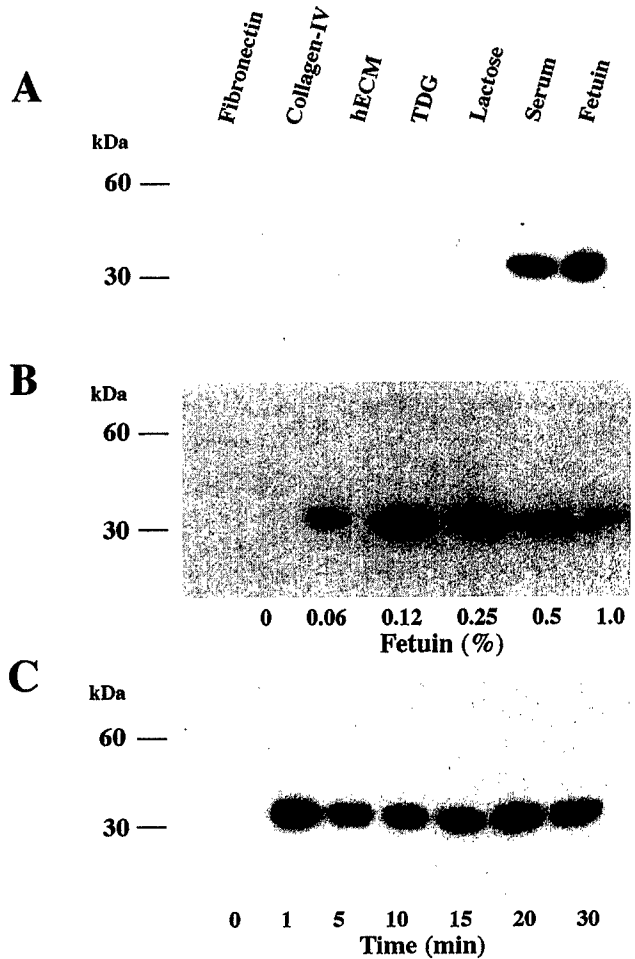 A
Fibronectin
Collagen-IV
hECM
TDG
Lactose
Serum
Fetuin
kDa
60
30
B
kDa
60
30
0 0.06 0.12 0.25 0.5 1.0
Fetuin (%)
C
kDa
60
30
0 1 5 10 15 20 30
Time (min)